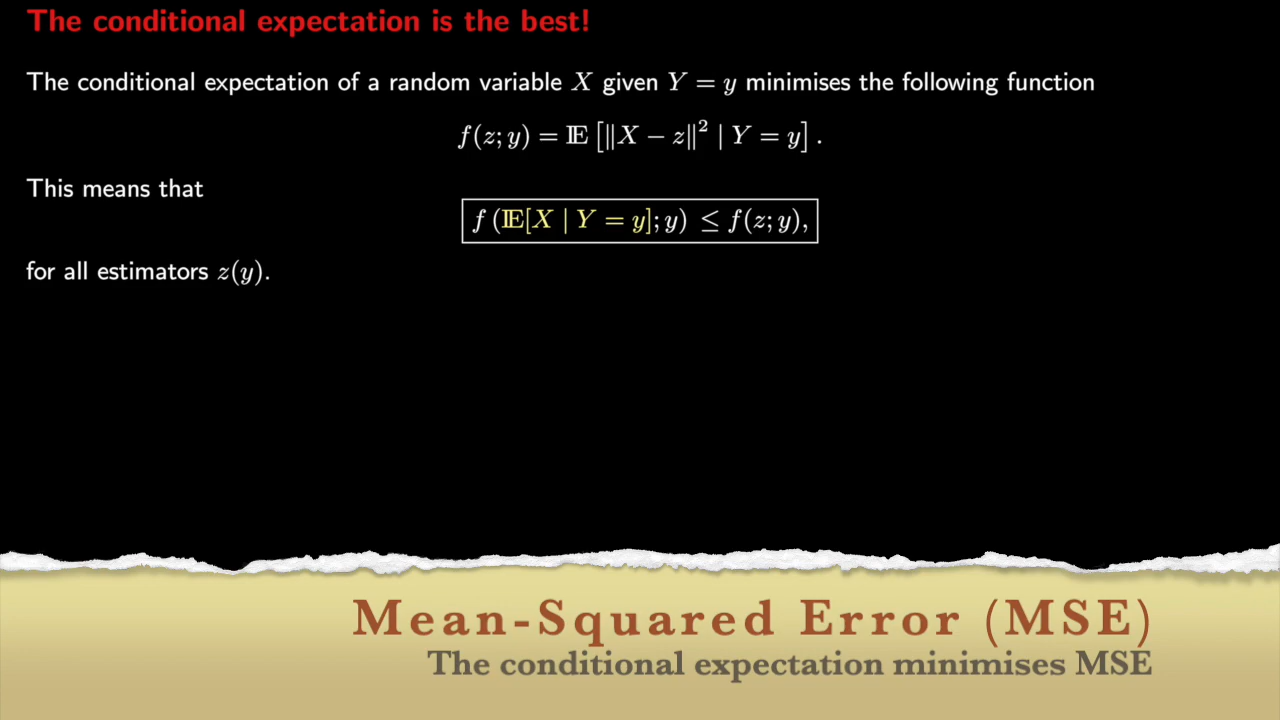 The conditional expectation is the best!
The conditional expectation of a random variable X given Y = y minimises the following function
f(z; y) = 𝔼 [‖X − z‖² | Y = y] .
This means that
f (𝔼[X | Y = y]; y) ≤ f(z; y),
for all estimators z(y).
Mean-Squared Error (MSE)
The conditional expectation minimises MSE